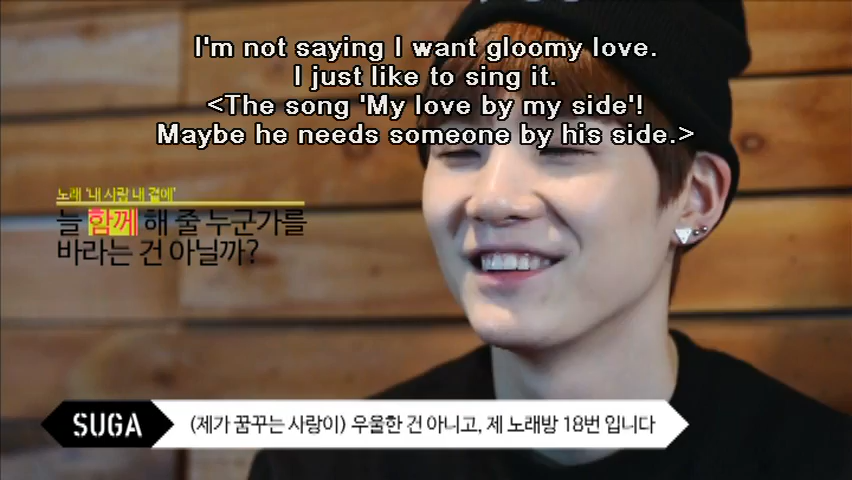 I'm not saying I want gloomy love.
I just like to sing it.
<The song 'My love by my side'!
Maybe he needs someone by his side.>
노래 '내 사람 내 곁에'
늘 함께 해 줄 누군가를
바라는 건 아닐까?
SUGA
(제가 꿈꾸는 사랑이) 우울한 건 아니고, 제 노래방 18번 입니다